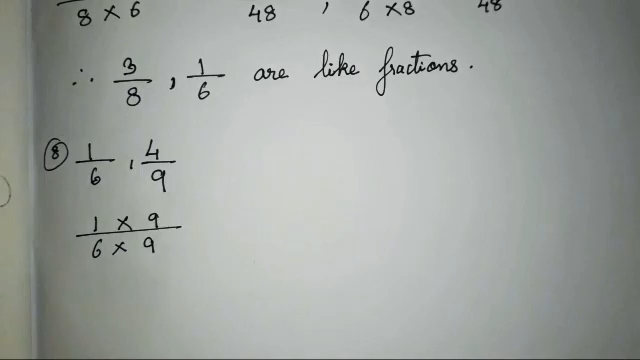 8 × 6 48 , 6 × 8 48
∴ 3/8 , 1/6 are like fractions.
⑧ 1/6 , 4/9
1 × 9 / 6 × 9